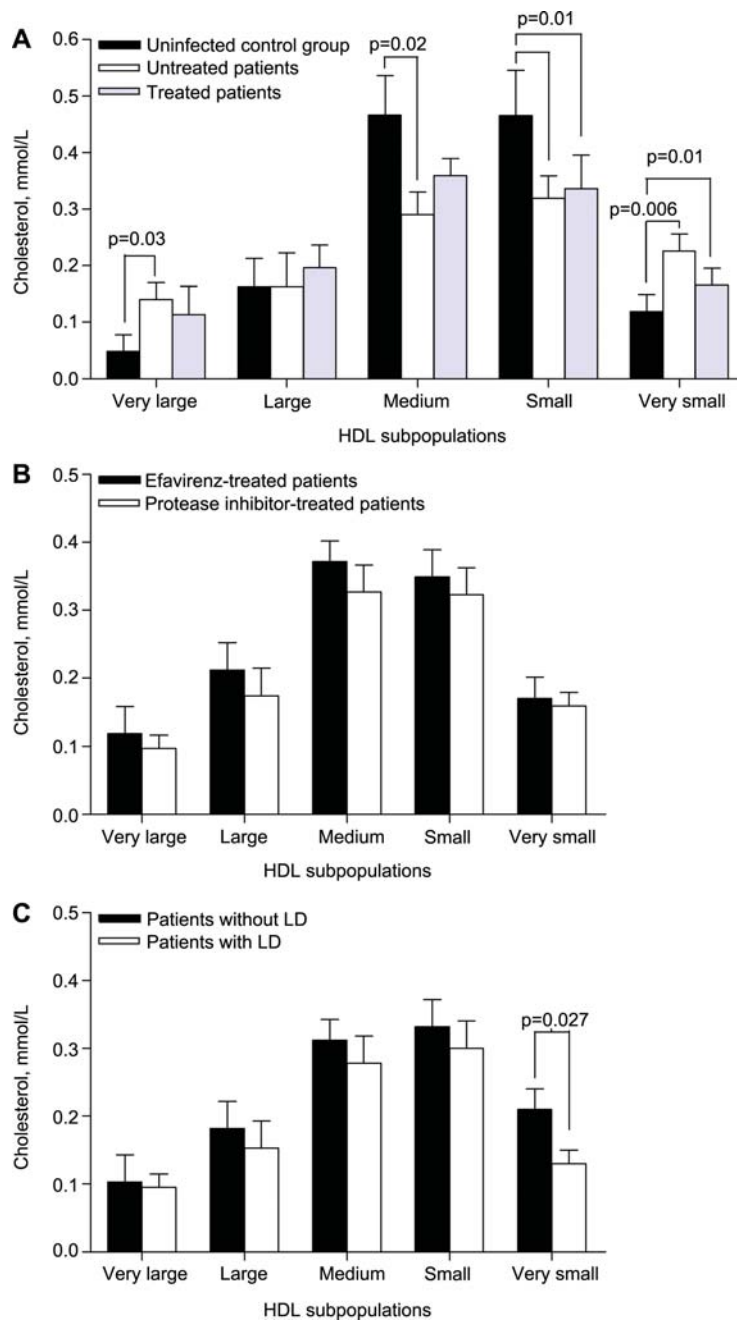 A
Uninfected control group
Untreated patients
Treated patients
p=0.03
p=0.02
p=0.01
p=0.006
p=0.01
Cholesterol, mmol/L
0.6
0.5
0.4
0.3
0.2
0.1
0.0
Very large Large Medium Small Very small
HDL subpopulations
B
Efavirenz-treated patients
Protease inhibitor-treated patients
Cholesterol, mmol/L
0.5
0.4
0.3
0.2
0.1
0.0
Very large Large Medium Small Very small
HDL subpopulations
C
Patients without LD
Patients with LD
p=0.027
Cholesterol, mmol/L
0.5
0.4
0.3
0.2
0.1
0.0
Very large Large Medium Small Very small
HDL subpopulations